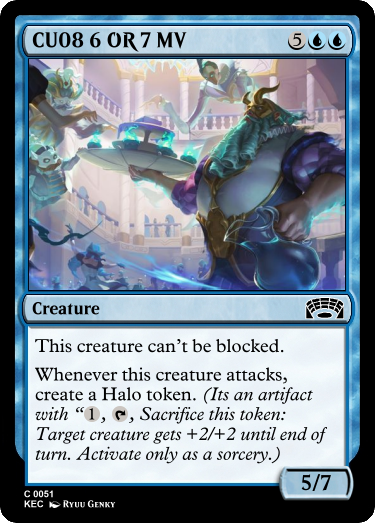 CU08 6 OR 7 MV 5
Creature
This creature can't be blocked.
Whenever this creature attacks,
create a Halo token. (Its an artifact
with “1, , Sacrifice this token:
Target creature gets +2/+2 until end of
turn. Activate only as a sorcery.)
5/7
C 0051
KEC Ryuu Genky